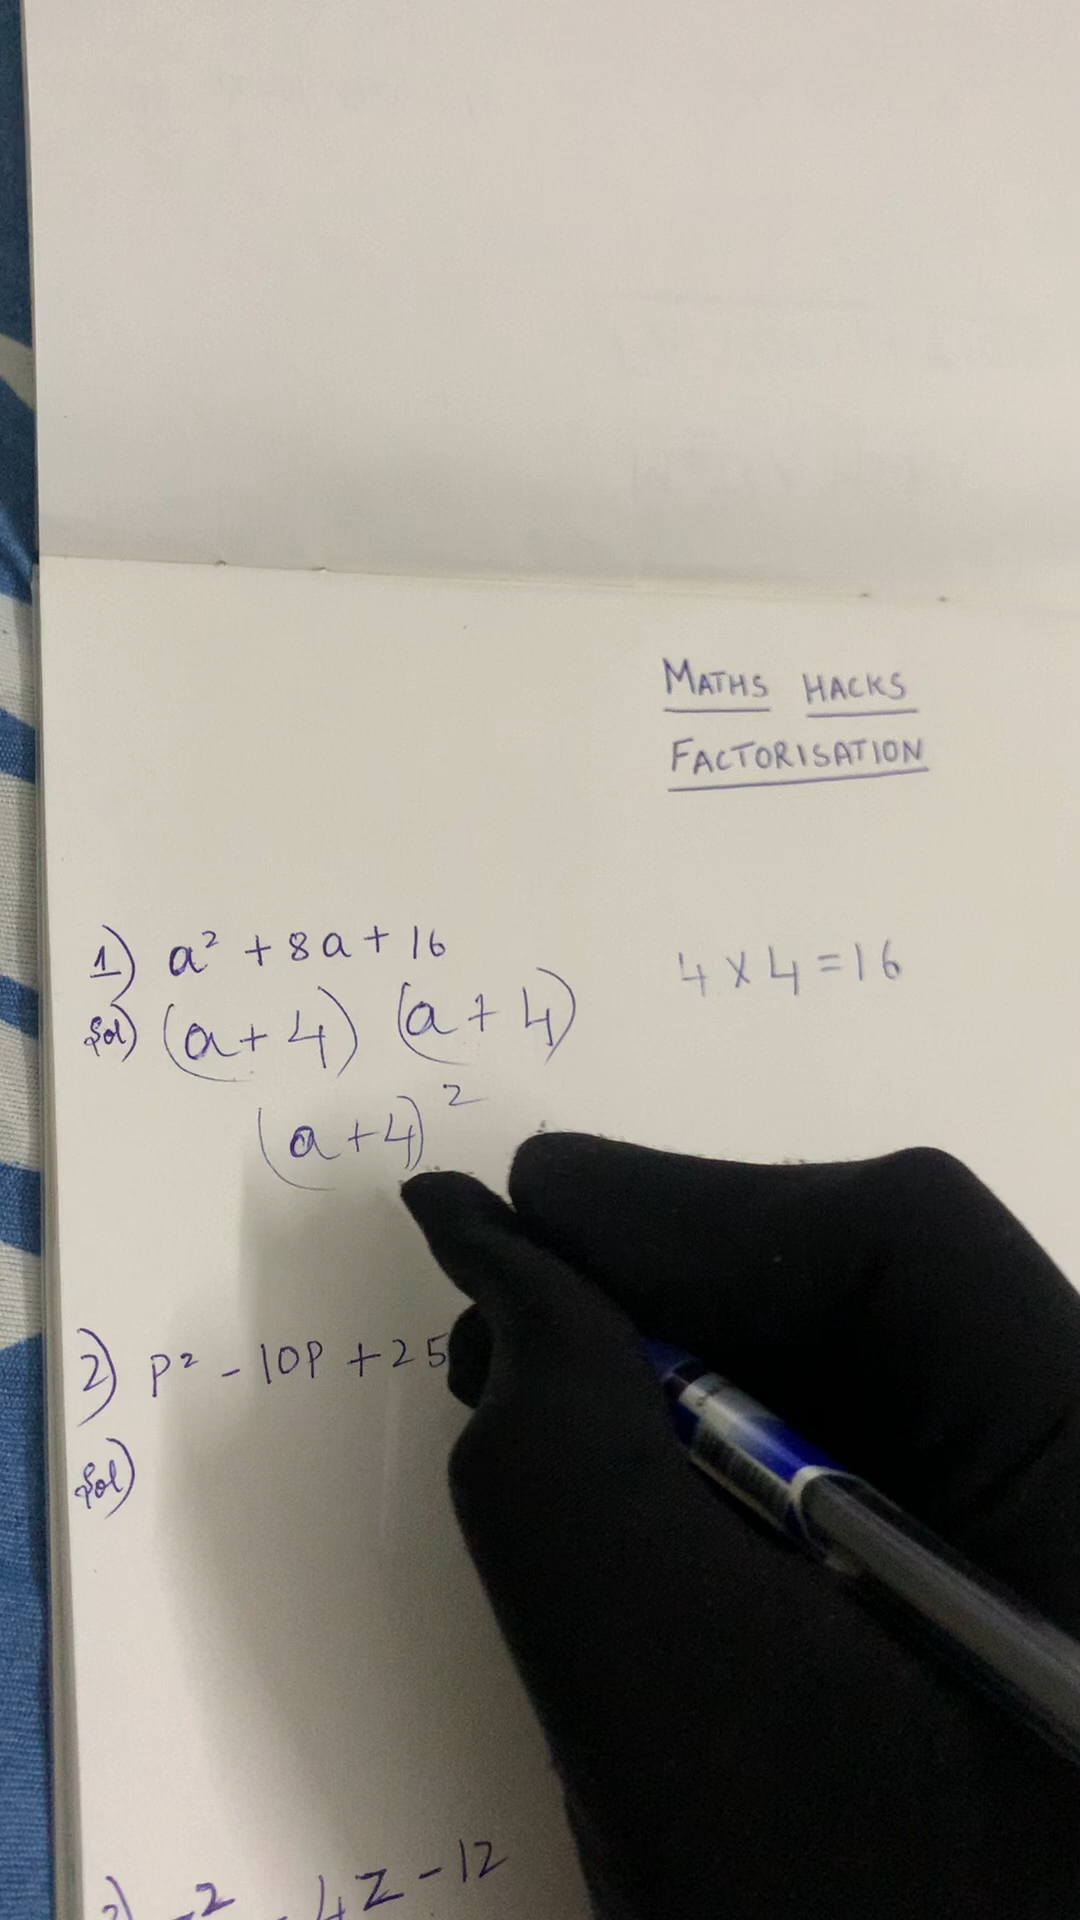 MATHS HACKS
FACTORISATION
1) a² + 8a + 16
4 x 4 = 16
Sol) (a + 4) (a + 4)
(a + 4)²
2) p² - 10p + 25
Sol)
- 4z - 12